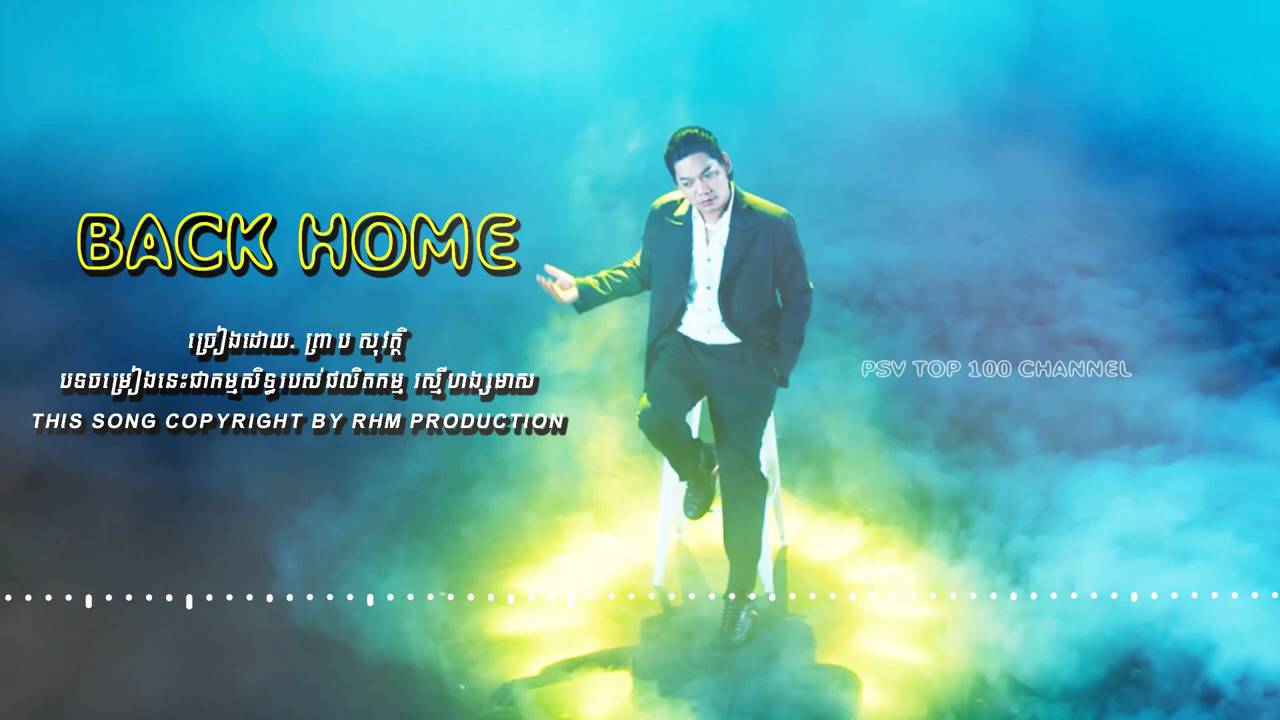 BACK HOME
ច្រៀងដោយ. ព្រា ប សុវត្ថិ
បទចម្រៀងនេះជាកម្មសិទ្ធរបស់ផលិតកម្ម រស្មីហង្សមាស
THIS SONG COPYRIGHT BY RHM PRODUCTION
PSV TOP 100 CHANNEL